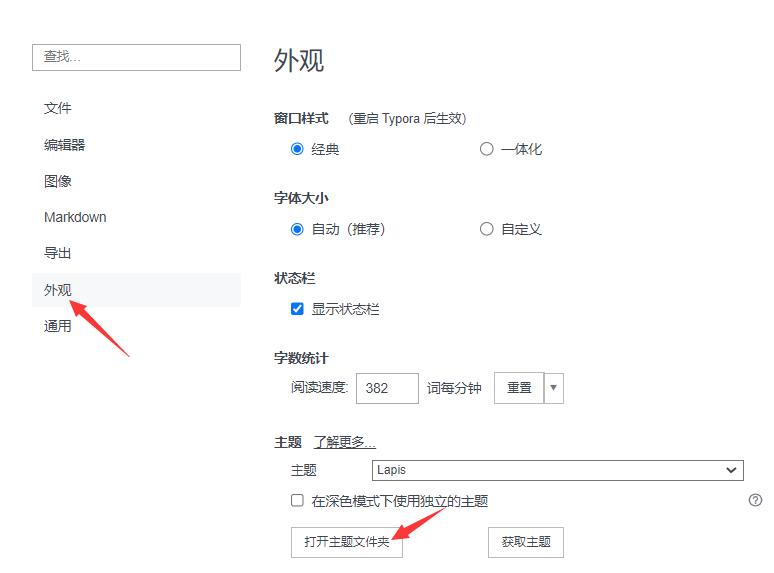 查找...
外观
文件
窗口样式 （重启 Typora 后生效）
编辑器
经典 一体化
图像
字体大小
Markdown
自动（推荐） 自定义
导出
状态栏
外观
显示状态栏
通用
字数统计
阅读速度: 382 词每分钟 重置
主题 了解更多...
主题 Lapis
在深色模式下使用独立的主题
打开主题文件夹 获取主题